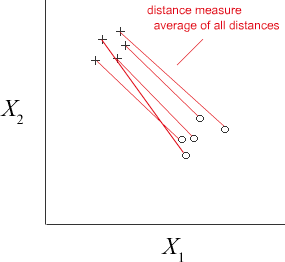 distance measure
average of all distances
X₂
X₁